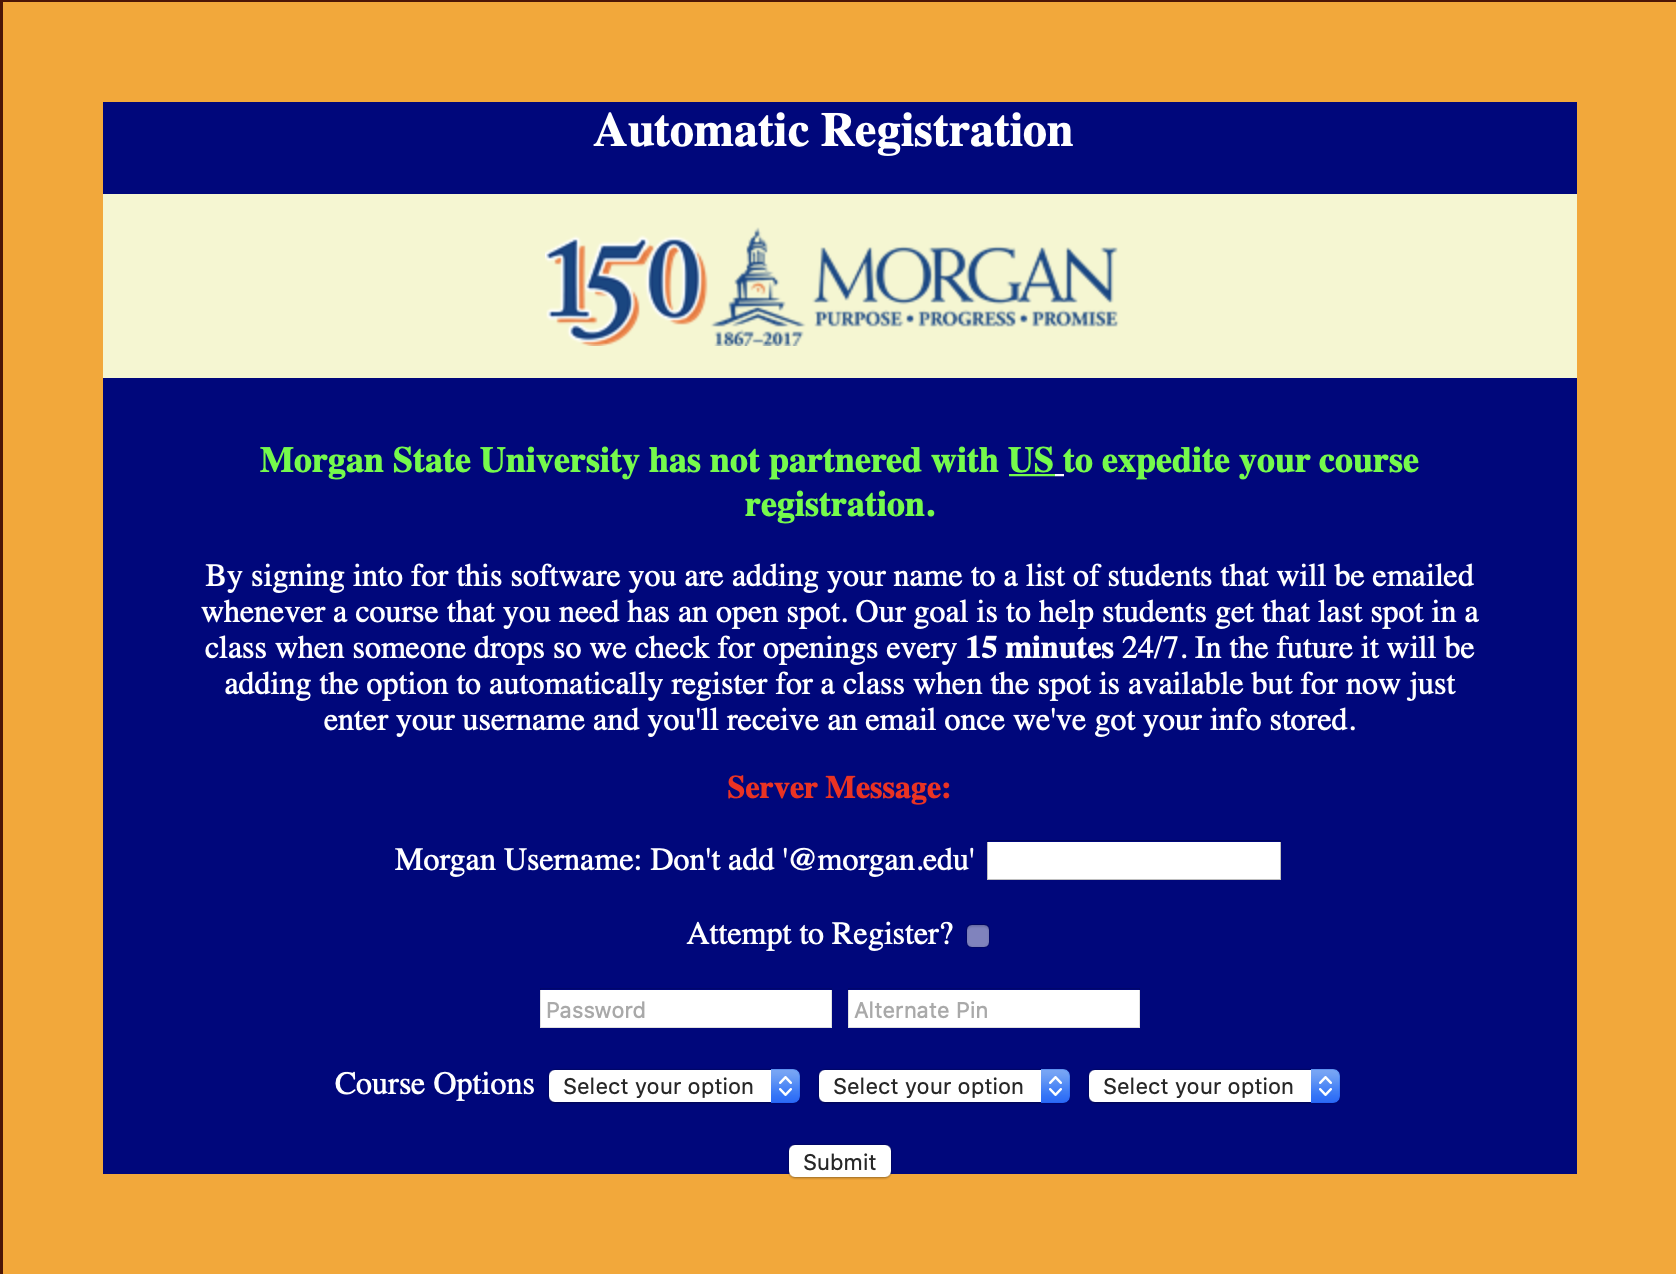 Automatic Registration
150
MORGAN
PURPOSE • PROGRESS • PROMISE
1867–2017
Morgan State University has not partnered with US to expedite your course
registration.
By signing into for this software you are adding your name to a list of students that will be emailed
whenever a course that you need has an open spot. Our goal is to help students get that last spot in a
class when someone drops so we check for openings every 15 minutes 24/7. In the future it will be
adding the option to automatically register for a class when the spot is available but for now just
enter your username and you'll receive an email once we've got your info stored.
Server Message:
Morgan Username: Don't add '@morgan.edu'
Attempt to Register?
Password Alternate Pin
Course Options Select your option Select your option Select your option
Submit